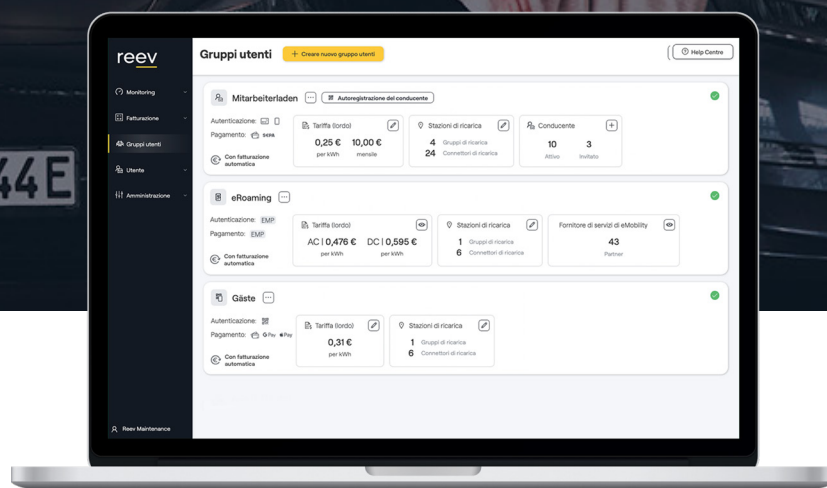 44E
reev
Gruppi utenti
+ Creare nuovo gruppo utenti
Help Centre
Monitoring
Fatturazione
Gruppi utenti
Utente
Amministrazione
Reev Maintenance
Mitarbeiterladen
Autoregistrazione del conducente
Autenticazione:
Pagamento: SEPA
Con fatturazione
automatica
Tariffa (lordo)
0,25 € 10,00 €
per kWh mensile
Stazioni di ricarica
4 Gruppi di ricarica
24 Connettori di ricarica
Conducente
10 3
Attivo Invitato
eRoaming
Autenticazione: EMP
Pagamento: EMP
Con fatturazione
automatica
Tariffa (lordo)
AC | 0,476 € DC | 0,595 €
per kWh per kWh
Stazioni di ricarica
1 Gruppi di ricarica
6 Connettori di ricarica
Fornitore di servizi di eMobility
43
Partner
Gäste
Autenticazione:
Pagamento: G Pay Pay
Con fatturazione
automatica
Tariffa (lordo)
0,31 €
per kWh
Stazioni di ricarica
1 Gruppi di ricarica
6 Connettori di ricarica